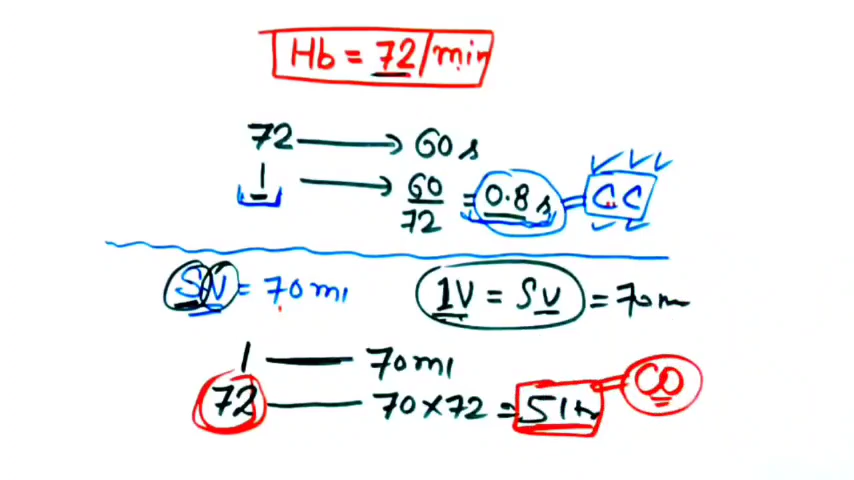 Hb = 72/min
72 → 60 s
1 → 60/72 = 0.8 s = CC
SV = 70 ml
1V = SV = 70 m
1 — 70 ml
72 — 70 × 72 = 5 ltr = CO